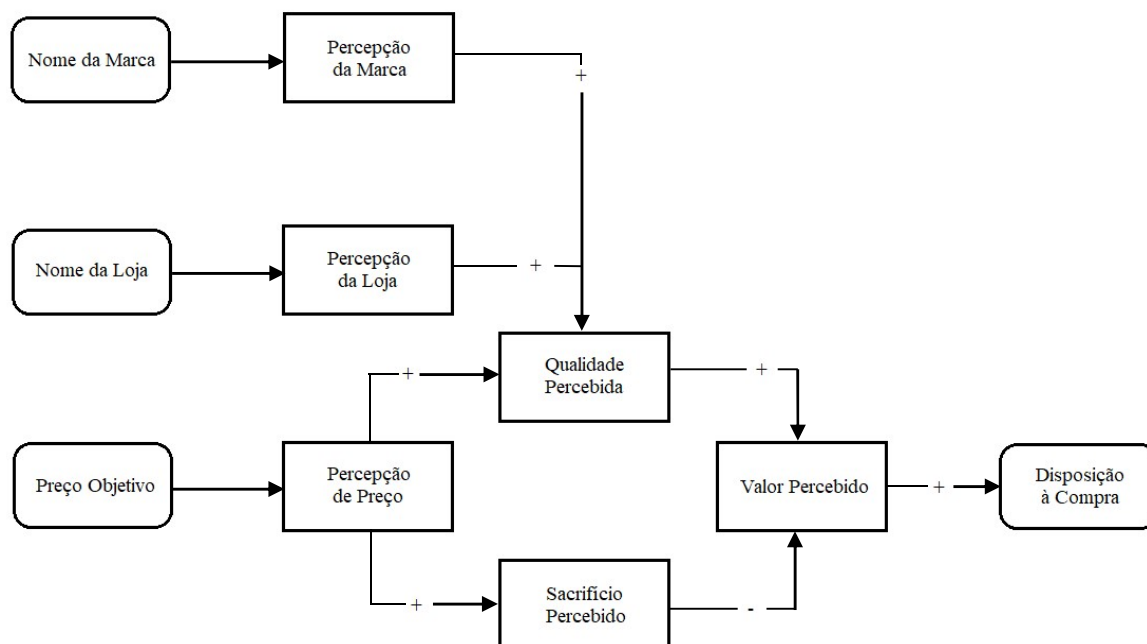 Nome da Marca
Percepção
da Marca
+
Nome da Loja
Percepção
da Loja
+
Qualidade
Percebida
+
+
Preço Objetivo
Percepção
de Preço
Valor Percebido
+
Disposição
à Compra
+
Sacrifício
Percebido
-